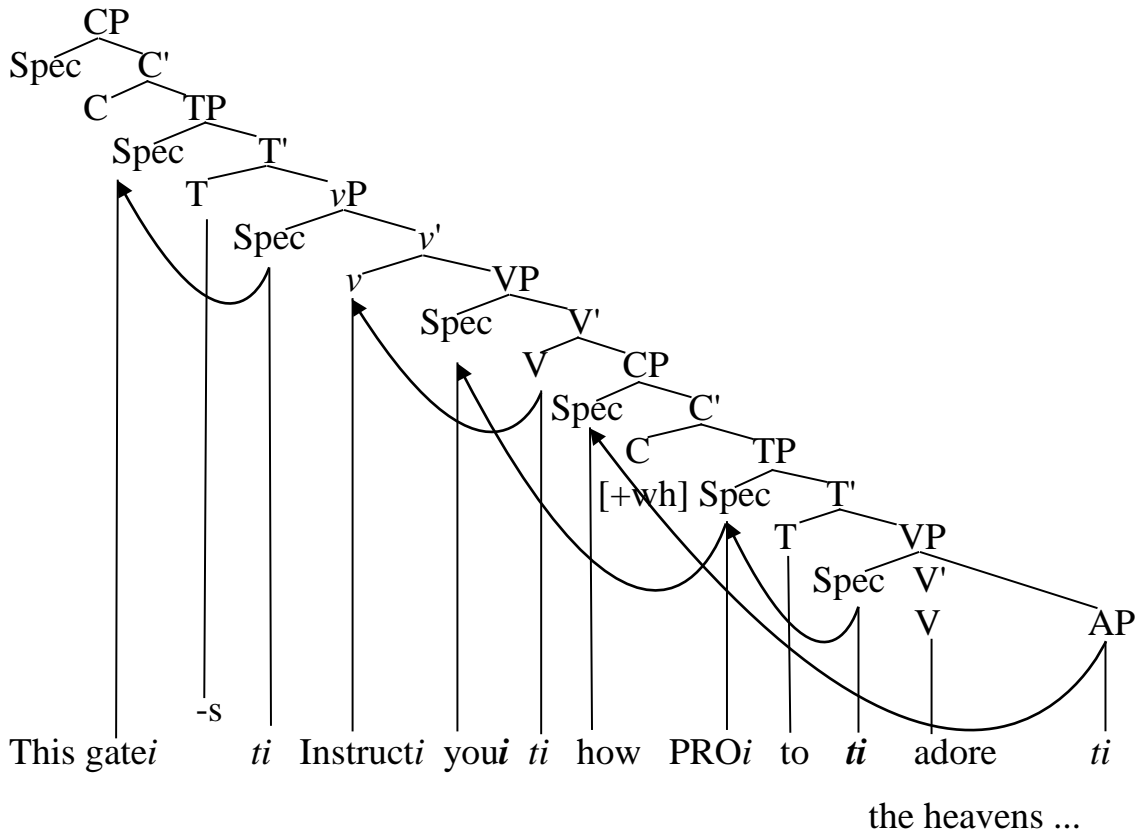 CP
Spec C'
C TP
Spec T'
T vP
Spec v'
v VP
Spec V'
V CP
Spec C'
C TP
[+wh] Spec T'
T VP
Spec V'
V AP
-s
This gatei ti Instructi youi ti how PROi to ti adore ti
the heavens ...